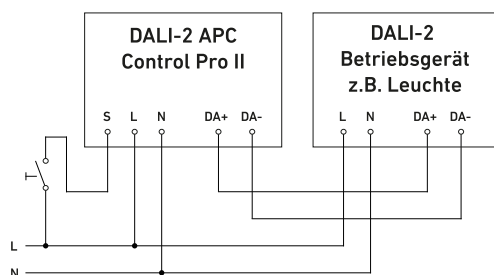 DALI-2 APC
Control Pro II
DALI-2
Betriebsgerät
z.B. Leuchte
S L N DA+ DA-
L N DA+ DA-
L
N